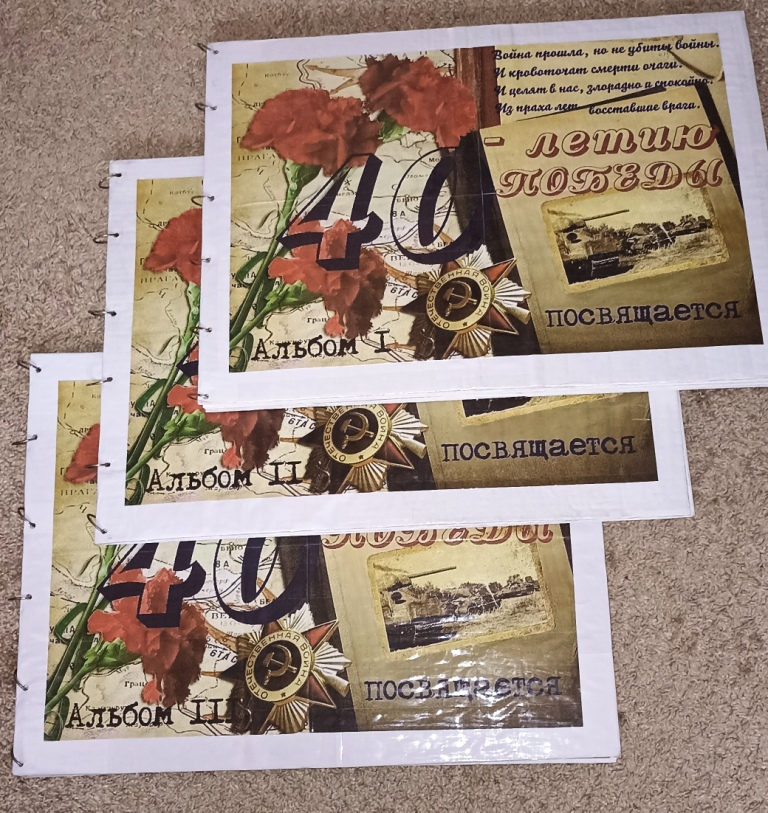 Война прошла, но не убиты войны.
И кровоточат смерти очаги.
И целят в нас, злорадно и спокойно.
Из праха лет восставшие враги.
40 - летию
ПОБЕДЫ
ОТЕЧЕСТВЕННАЯ ВОЙНА
посвящается
Альбом I
ОТЕЧЕСТВЕННАЯ ВОЙНА
посвящается
Альбом II
40
ПОБЕДЫ
ОТЕЧЕСТВЕННАЯ ВОЙНА
посвящается
Альбом III